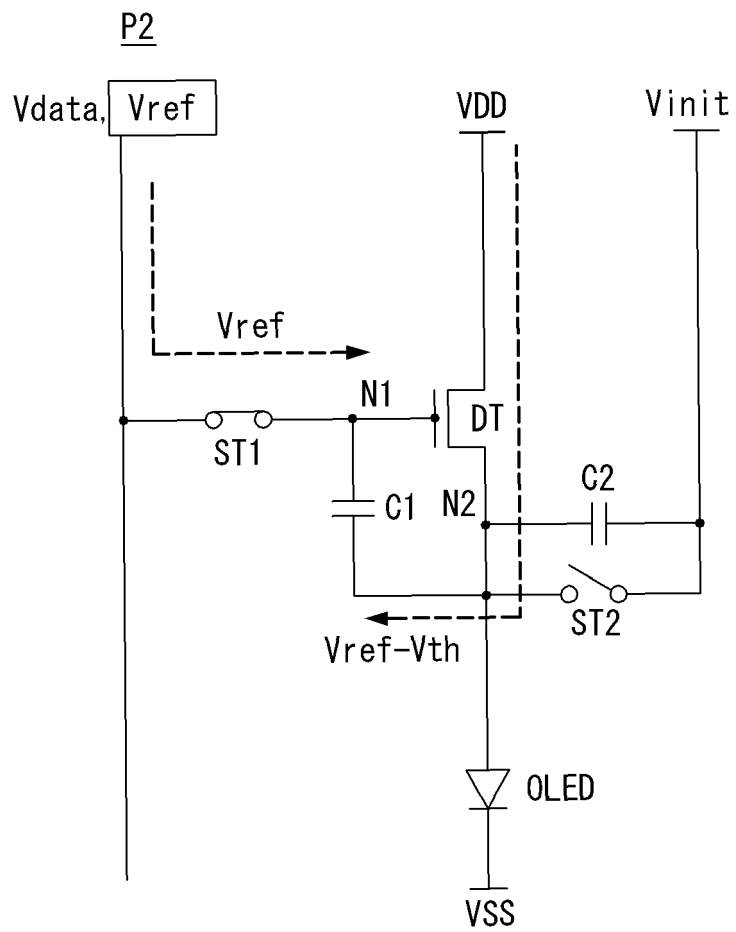 P2
Vdata, Vref
VDD
Vinit
Vref
N1
DT
ST1
C1
N2
C2
ST2
Vref-Vth
OLED
VSS